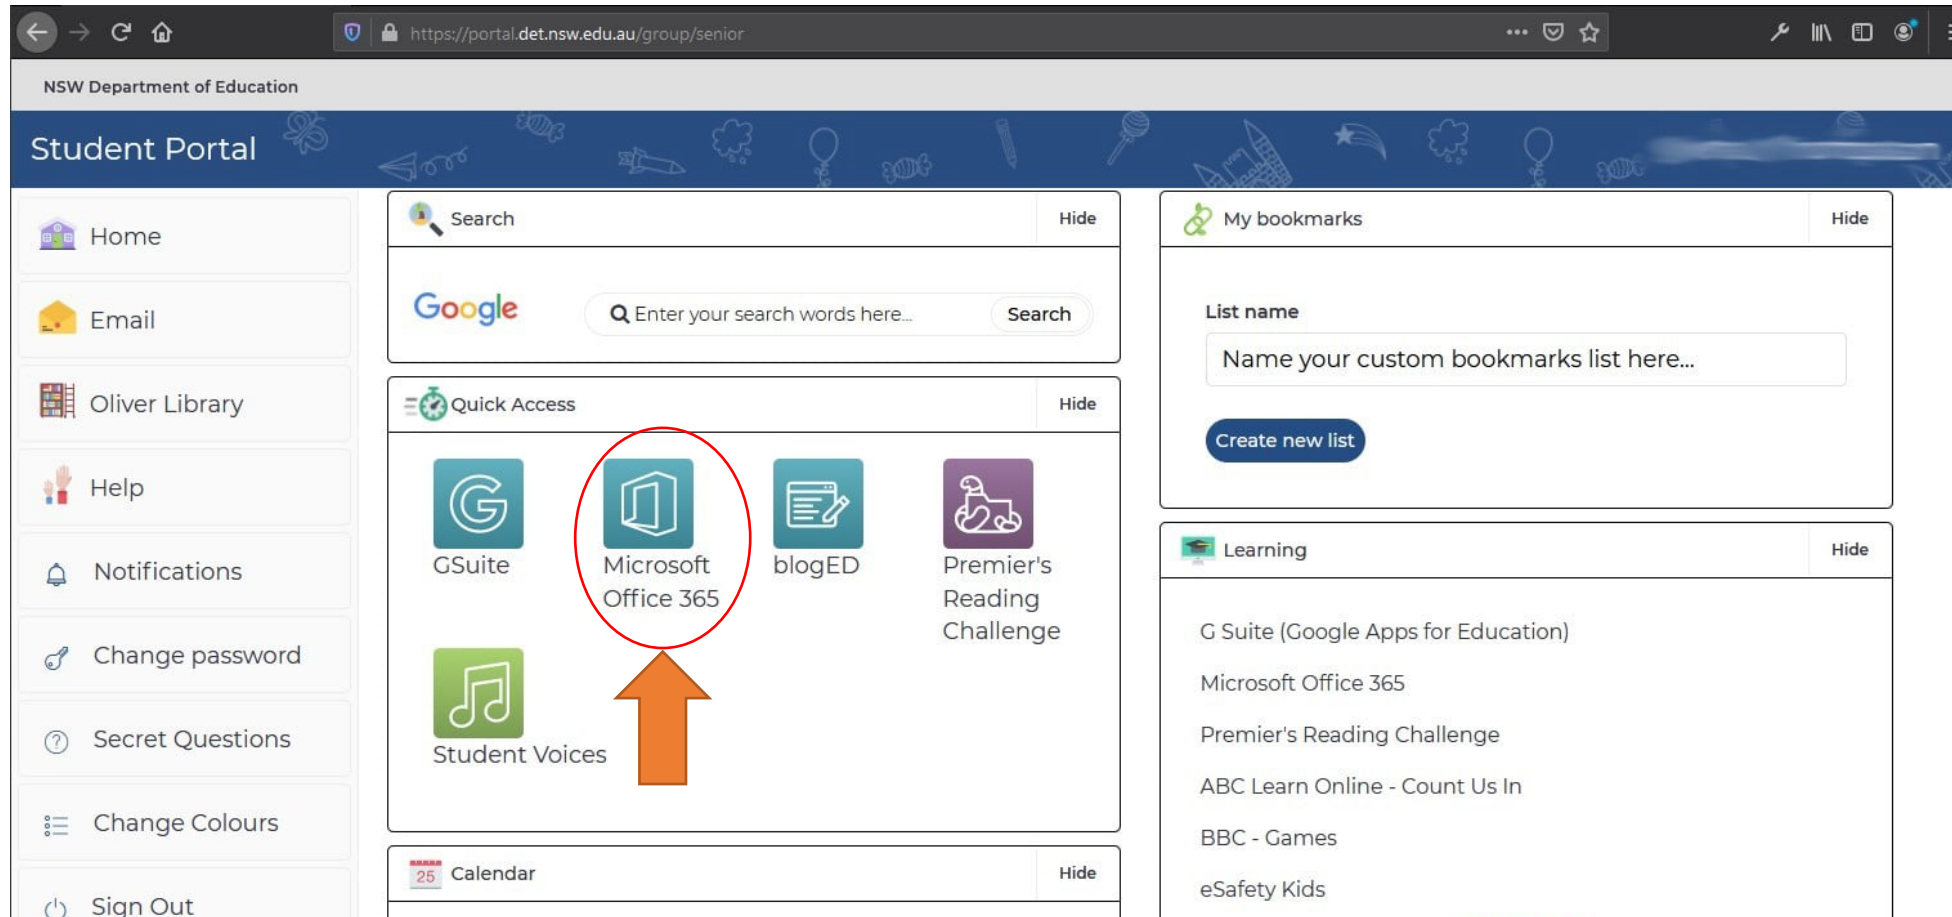 https://portal.det.nsw.edu.au/group/senior
NSW Department of Education
Student Portal
Home
Email
Oliver Library
Help
Notifications
Change password
Secret Questions
Change Colours
Sign Out
Search
Hide
Google
Enter your search words here...
Search
Quick Access
Hide
GSuite
Microsoft
Office 365
blogED
Premier's
Reading
Challenge
Student Voices
25
Calendar
Hide
My bookmarks
Hide
List name
Name your custom bookmarks list here...
Create new list
Learning
Hide
G Suite (Google Apps for Education)
Microsoft Office 365
Premier's Reading Challenge
ABC Learn Online - Count Us In
BBC - Games
eSafety Kids